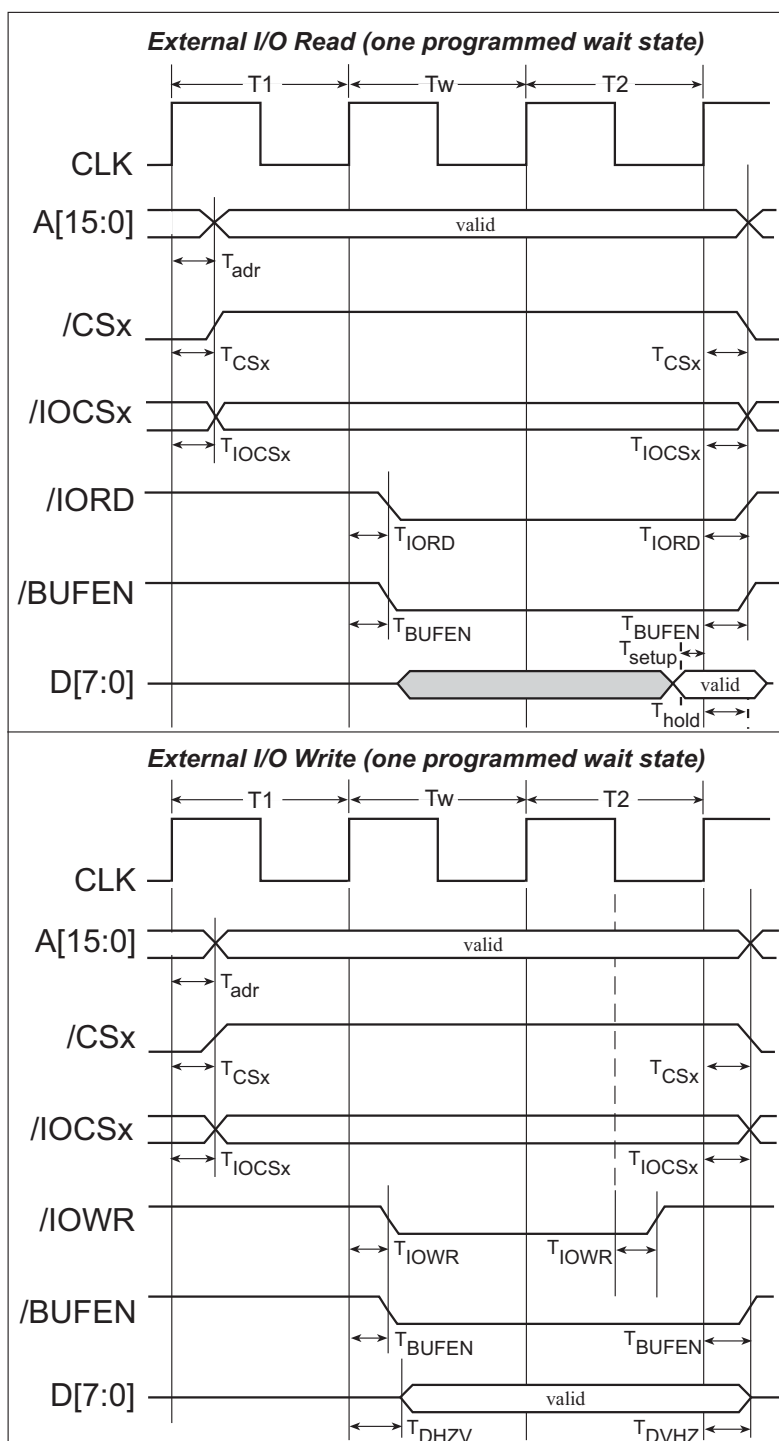 External I/O Read (one programmed wait state)
T1 Tw T2
CLK
A[15:0] valid
Tadr
/CSx
TCSx TCSx
/IOCSx
TIOCSx TIOCSx
/IORD
TIORD TIORD
/BUFEN
TBUFEN TBUFEN
Tsetup
D[7:0] valid
Thold
External I/O Write (one programmed wait state)
T1 Tw T2
CLK
A[15:0] valid
Tadr
/CSx
TCSx TCSx
/IOCSx
TIOCSx TIOCSx
/IOWR
TIOWR TIOWR
/BUFEN
TBUFEN TBUFEN
D[7:0] valid
TDHZV TDVHZ